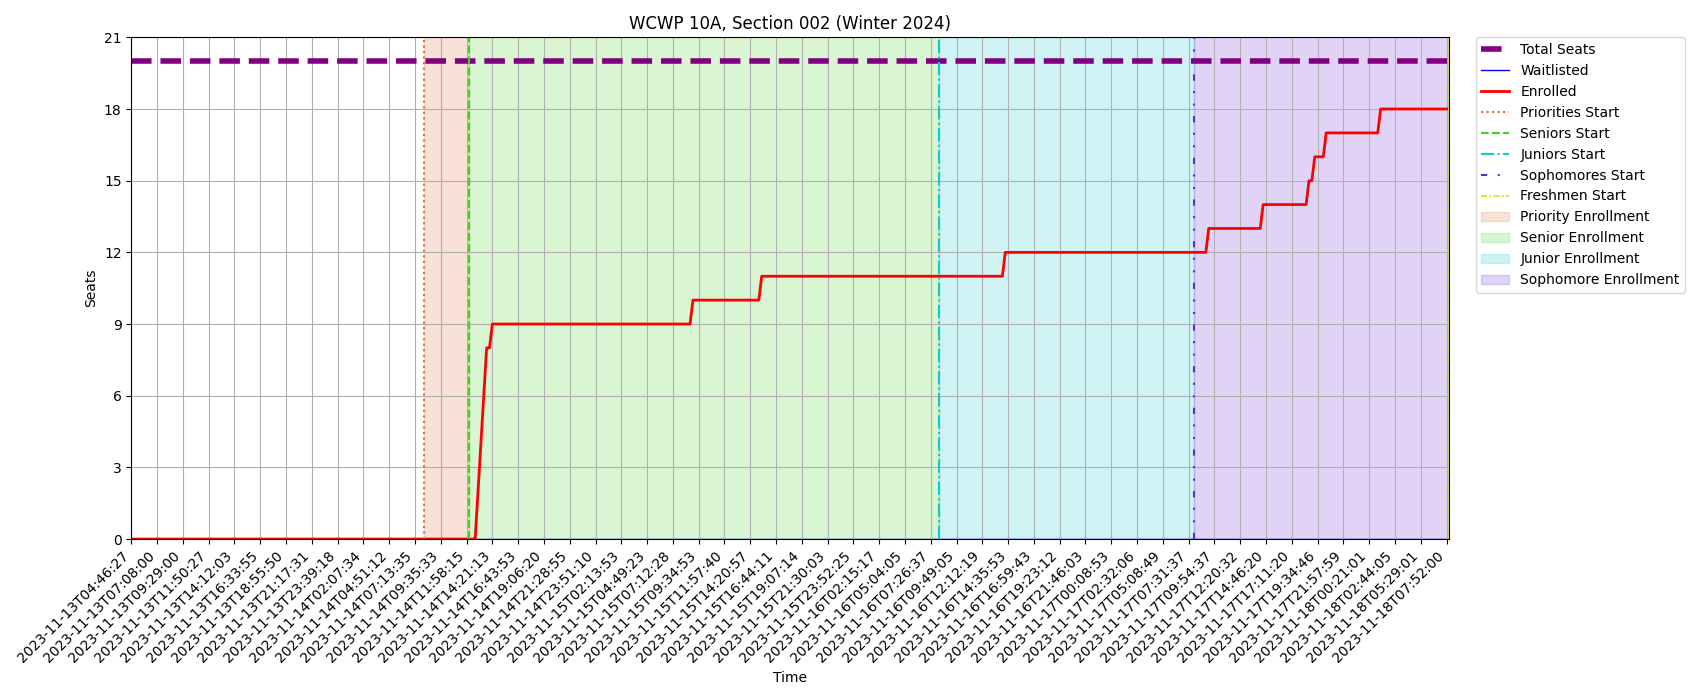 WCWP 10A, Section 002 (Winter 2024)
Total Seats
Waitlisted
Enrolled
Priorities Start
Seniors Start
Juniors Start
Sophomores Start
Freshmen Start
Priority Enrollment
Senior Enrollment
Junior Enrollment
Sophomore Enrollment
Seats
21
18
15
12
9
6
3
0
2023-11-13T04:46:27
2023-11-13T07:08:00
2023-11-13T09:29:00
2023-11-13T11:50:27
2023-11-13T14:12:03
2023-11-13T16:33:55
2023-11-13T18:55:50
2023-11-13T21:17:31
2023-11-13T23:39:18
2023-11-14T02:07:34
2023-11-14T04:51:12
2023-11-14T07:13:35
2023-11-14T09:35:33
2023-11-14T11:58:15
2023-11-14T14:21:13
2023-11-14T16:43:53
2023-11-14T19:06:20
2023-11-14T21:28:55
2023-11-14T23:51:10
2023-11-15T02:13:53
2023-11-15T04:49:23
2023-11-15T07:12:28
2023-11-15T09:34:53
2023-11-15T11:57:40
2023-11-15T14:20:57
2023-11-15T16:44:11
2023-11-15T19:07:14
2023-11-15T21:30:03
2023-11-15T23:52:25
2023-11-16T02:15:17
2023-11-16T05:04:05
2023-11-16T07:26:37
2023-11-16T09:49:05
2023-11-16T12:12:19
2023-11-16T14:35:53
2023-11-16T16:59:43
2023-11-16T19:23:12
2023-11-16T21:46:03
2023-11-17T00:08:53
2023-11-17T02:32:06
2023-11-17T05:08:49
2023-11-17T07:31:37
2023-11-17T09:54:37
2023-11-17T12:20:32
2023-11-17T14:46:20
2023-11-17T17:11:20
2023-11-17T19:34:46
2023-11-17T21:57:59
2023-11-18T00:21:01
2023-11-18T02:44:05
2023-11-18T05:29:01
2023-11-18T07:52:00
Time